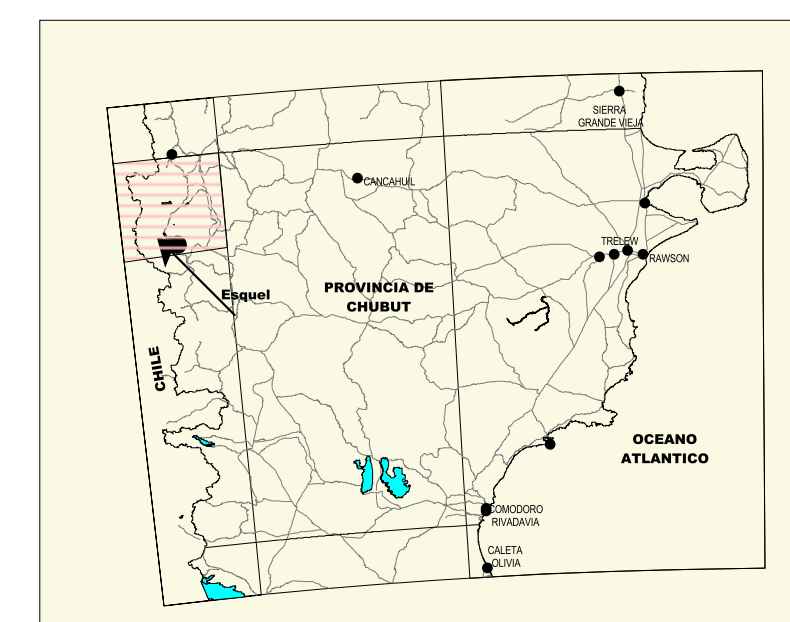 SIERRA
GRANDE VIEJA
CANCAHUIL
TRELEW
RAWSON
Esquel
PROVINCIA DE
CHUBUT
CHILE
OCEANO
ATLANTICO
COMODORO
RIVADAVIA
CALETA
OLIVIA